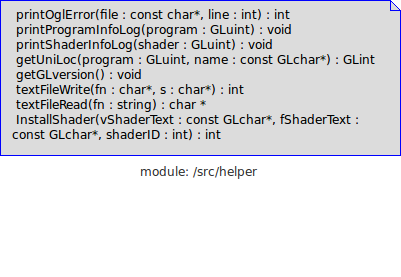 printOglError(file : const char*, line : int) : int
printProgramInfoLog(program : GLuint) : void
printShaderInfoLog(shader : GLuint) : void
getUniLoc(program : GLuint, name : const GLchar*) : GLint
getGLversion() : void
textFileWrite(fn : char*, s : char*) : int
textFileRead(fn : string) : char *
InstallShader(vShaderText : const GLchar*, fShaderText :
const GLchar*, shaderID : int) : int
module: /src/helper